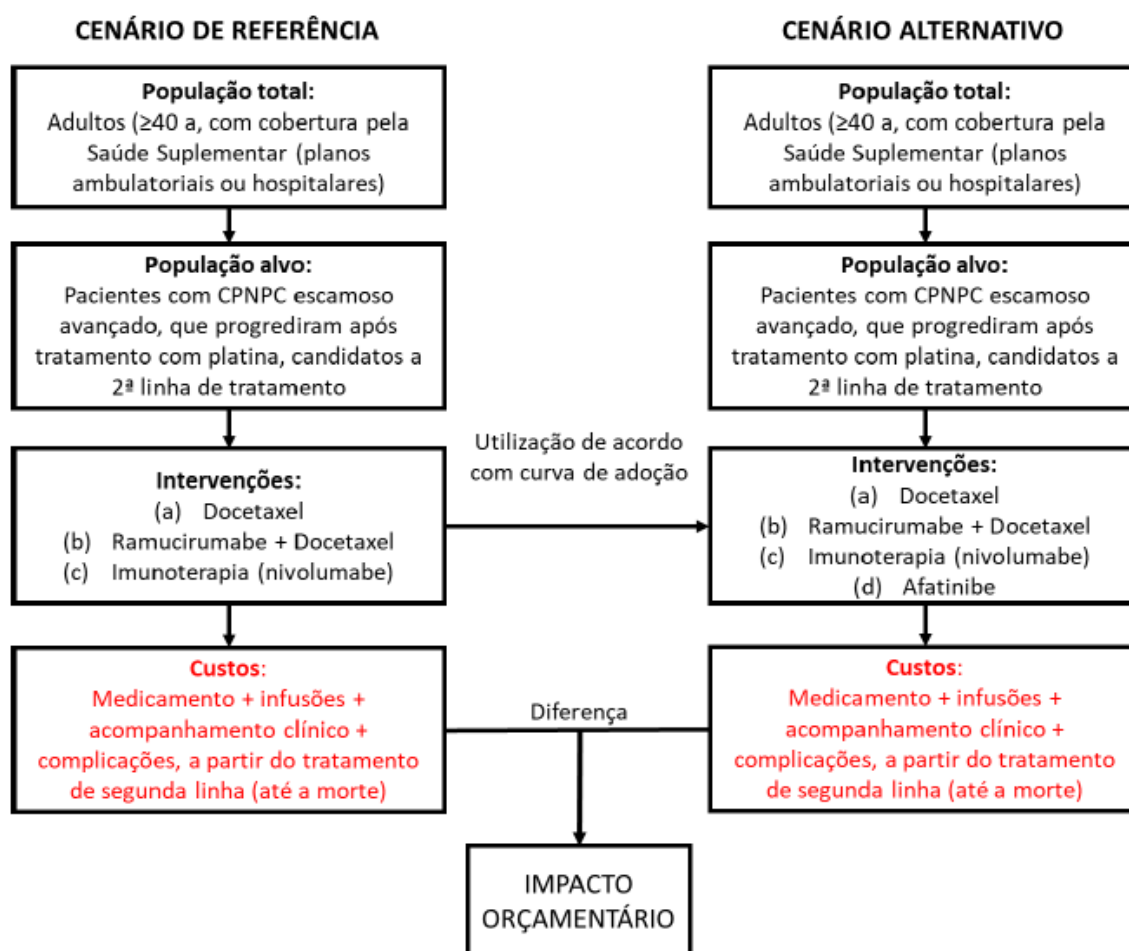 CENÁRIO DE REFERÊNCIA
População total:
Adultos (≥40 a, com cobertura pela
Saúde Suplementar (planos
ambulatoriais ou hospitalares)
População alvo:
Pacientes com CPNPC escamoso
avançado, que progrediram após
tratamento com platina, candidatos a
2ª linha de tratamento
Intervenções:
(a) Docetaxel
(b) Ramucirumabe + Docetaxel
(c) Imunoterapia (nivolumabe)
Custos:
Medicamento + infusões +
acompanhamento clínico +
complicações, a partir do tratamento
de segunda linha (até a morte)
Utilização de acordo
com curva de adoção
CENÁRIO ALTERNATIVO
População total:
Adultos (≥40 a, com cobertura pela
Saúde Suplementar (planos
ambulatoriais ou hospitalares)
População alvo:
Pacientes com CPNPC escamoso
avançado, que progrediram após
tratamento com platina, candidatos a
2ª linha de tratamento
Intervenções:
(a) Docetaxel
(b) Ramucirumabe + Docetaxel
(c) Imunoterapia (nivolumabe)
(d) Afatinibe
Custos:
Medicamento + infusões +
acompanhamento clínico +
complicações, a partir do tratamento
de segunda linha (até a morte)
Diferença
IMPACTO
ORÇAMENTÁRIO